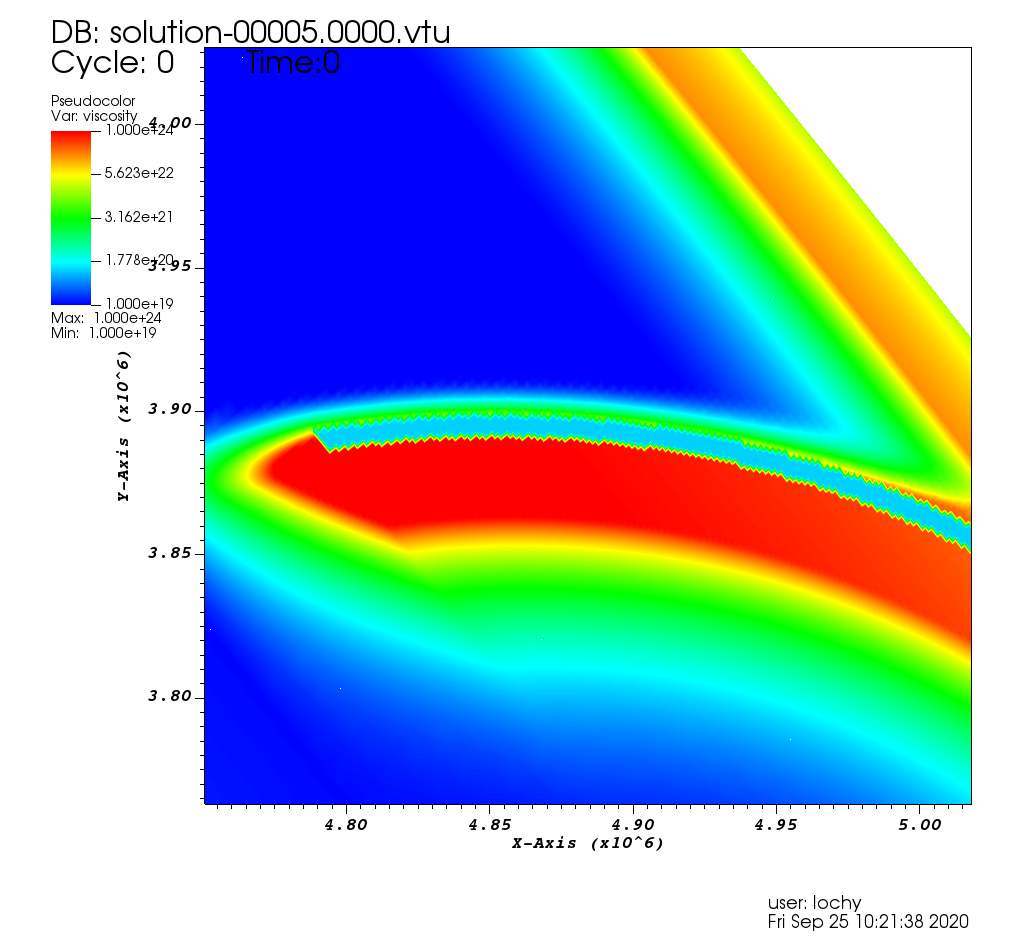 DB: solution-00005.0000.vtu
Cycle: 0 Time:0
Pseudocolor
Var: viscosity
1.000e+24
5.623e+22
3.162e+21
1.778e+20
1.000e+19
Max: 1.000e+24
Min: 1.000e+19
4.00
3.95
3.90
3.85
3.80
Y-Axis (x10^6)
4.80 4.85 4.90 4.95 5.00
X-Axis (x10^6)
user: lochy
Fri Sep 25 10:21:38 2020